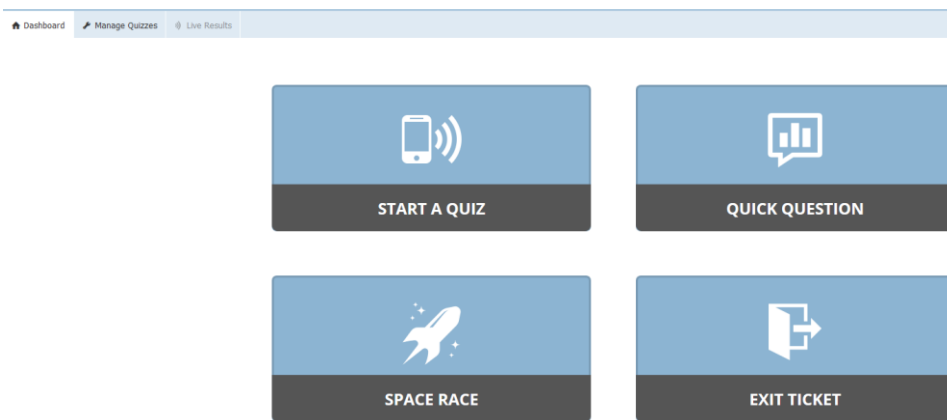 Dashboard Manage Quizzes Live Results
START A QUIZ QUICK QUESTION
SPACE RACE EXIT TICKET